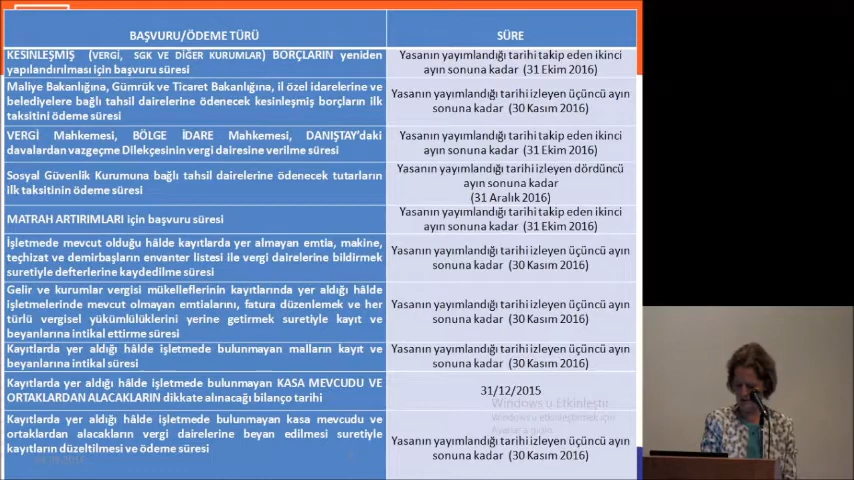 BAŞVURU/ÖDEME TÜRÜ
SÜRE
KESİNLEŞMİŞ (VERGİ, SGK VE DİĞER KURUMLAR) BORÇLARIN yeniden
yapılandırılması için başvuru süresi
Yasanın yayımlandığı tarihi takip eden ikinci
ayın sonuna kadar (31 Ekim 2016)
Maliye Bakanlığına, Gümrük ve Ticaret Bakanlığına, il özel idarelerine ve
belediyelere bağlı tahsil dairelerine ödenecek kesinleşmiş borçların ilk
taksitini ödeme süresi
Yasanın yayımlandığı tarihi izleyen üçüncü ayın
sonuna kadar (30 Kasım 2016)
VERGİ Mahkemesi, BÖLGE İDARE Mahkemesi, DANIŞTAY'daki
davalardan vazgeçme Dilekçesinin vergi dairesine verilme süresi
Yasanın yayımlandığı tarihi takip eden ikinci
ayın sonuna kadar (31 Ekim 2016)
Sosyal Güvenlik Kurumuna bağlı tahsil dairelerine ödenecek tutarların
ilk taksitinin ödeme süresi
Yasanın yayımlandığı tarihi izleyen dördüncü
ayın sonuna kadar
(31 Aralık 2016)
MATRAH ARTIRIMLARI için başvuru süresi
Yasanın yayımlandığı tarihi takip eden ikinci
ayın sonuna kadar (31 Ekim 2016)
İşletmede mevcut olduğu hâlde kayıtlarda yer almayan emtia, makine,
teçhizat ve demirbaşların envanter listesi ile vergi dairelerine bildirmek
suretiyle defterlerine kaydedilme süresi
Yasanın yayımlandığı tarihi izleyen üçüncü ayın
sonuna kadar (30 Kasım 2016)
Gelir ve kurumlar vergisi mükelleflerinin kayıtlarında yer aldığı hâlde
işletmelerinde mevcut olmayan emtialarını, fatura düzenlemek ve her
türlü vergisel yükümlülüklerini yerine getirmek suretiyle kayıt ve
beyanlarına intikal ettirme süresi
Yasanın yayımlandığı tarihi izleyen üçüncü ayın
sonuna kadar (30 Kasım 2016)
Kayıtlarda yer aldığı hâlde işletmede bulunmayan malların kayıt ve
beyanlarına intikal süresi
Yasanın yayımlandığı tarihi izleyen üçüncü ayın
sonuna kadar (30 Kasım 2016)
Kayıtlarda yer aldığı hâlde işletmede bulunmayan KASA MEVCUDU VE
ORTAKLARDAN ALACAKLARIN dikkate alınacağı bilanço tarihi
31/12/2015
Kayıtlarda yer aldığı hâlde işletmede bulunmayan kasa mevcudu ve
ortaklardan alacakların vergi dairelerine beyan edilmesi suretiyle
kayıtların düzeltilmesi ve ödeme süresi
Yasanın yayımlandığı tarihi izleyen üçüncü ayın
sonuna kadar (30 Kasım 2016)
Windows'u Etkinleştir
Windows'u etkinleştirmek için